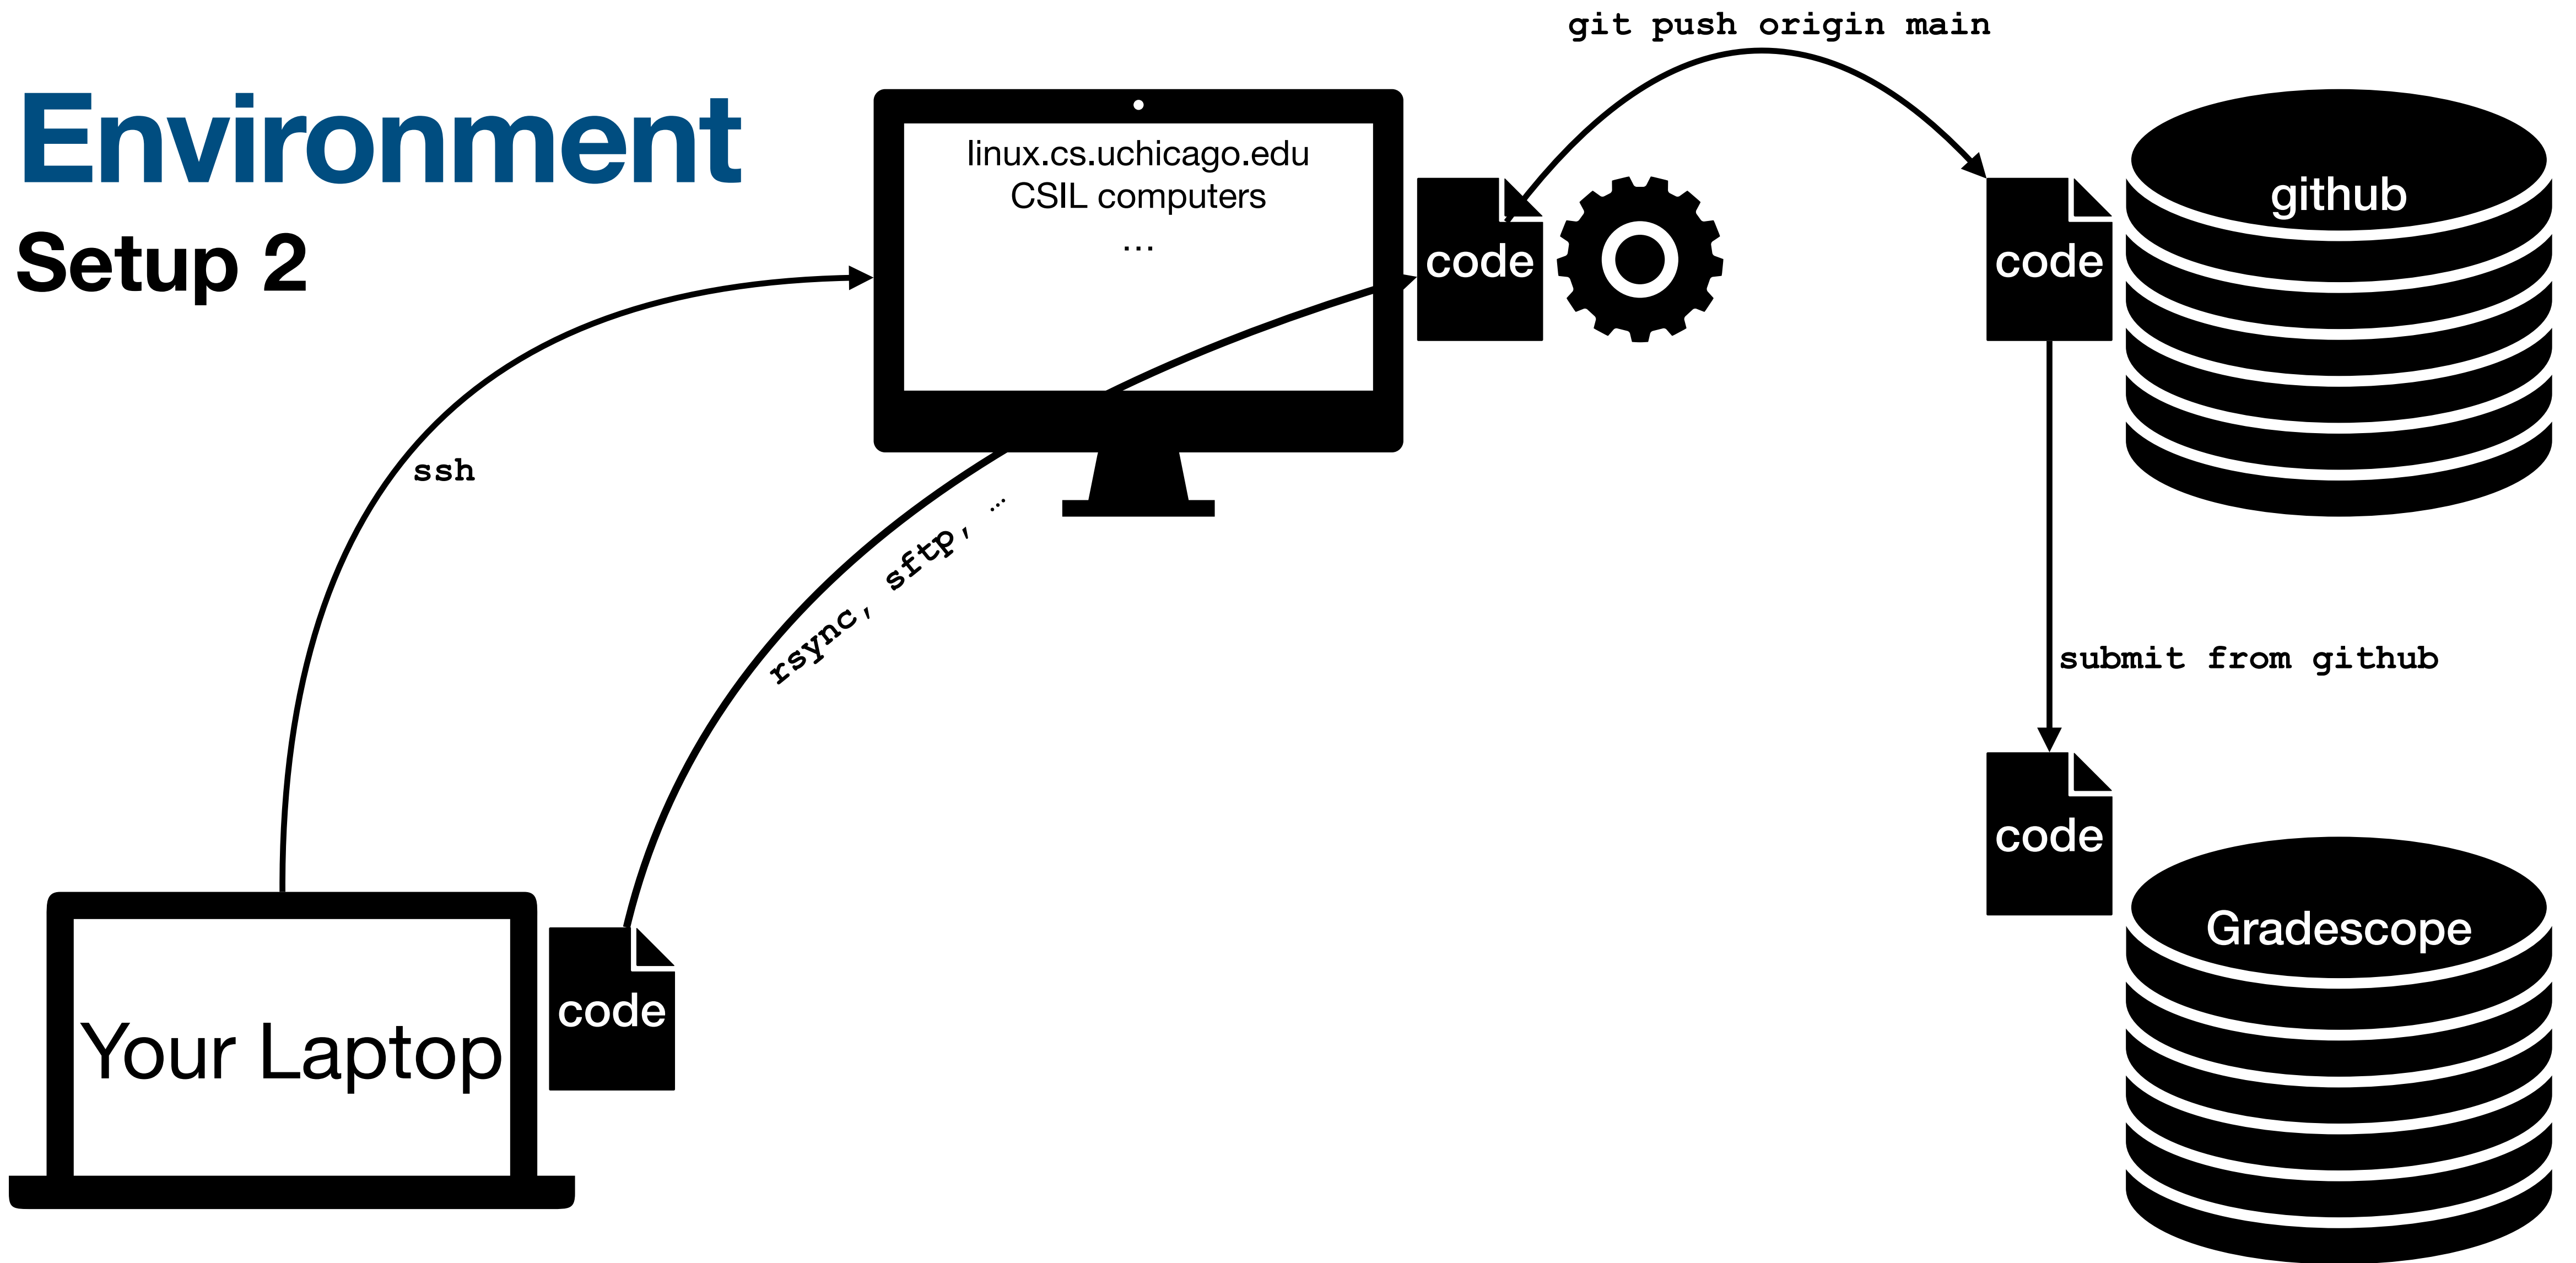 Environment
Setup 2
git push origin main
linux.cs.uchicago.edu
CSIL computers
...
code
code
github
ssh
rsync, sftp, …
submit from github
code
Gradescope
Your Laptop
code